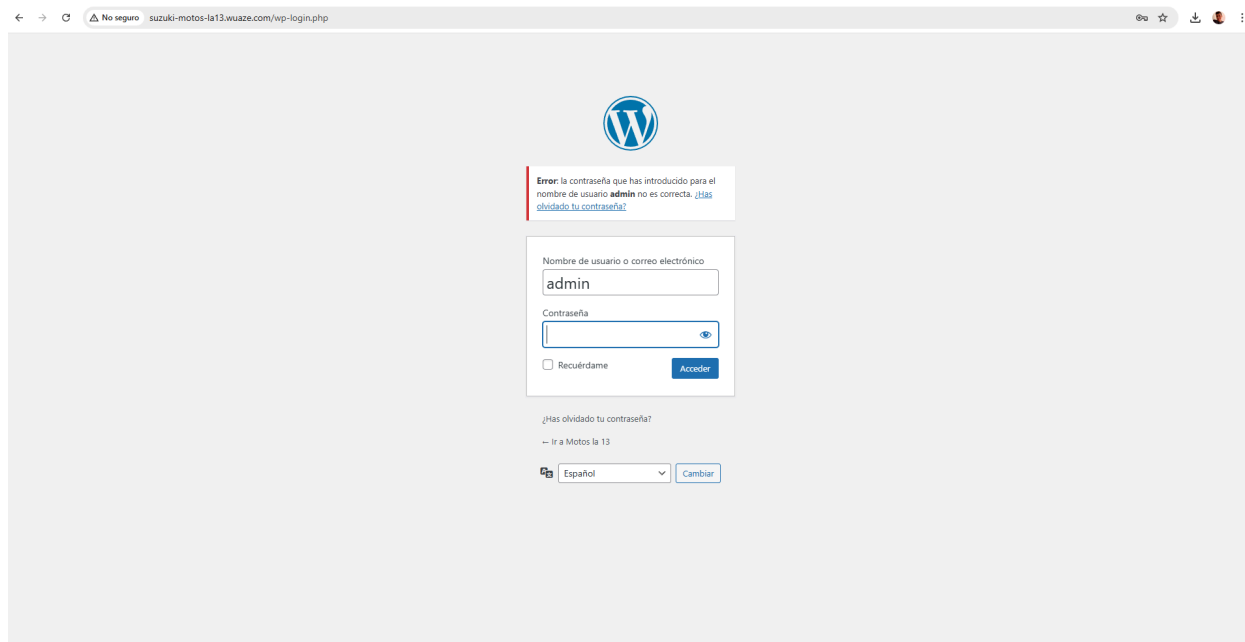 No seguro suzuki-motos-la13.wuaze.com/wp-login.php
Error: la contraseña que has introducido para el
nombre de usuario admin no es correcta. ¿Has
olvidado tu contraseña?
Nombre de usuario o correo electrónico
admin
Contraseña
Recuérdame
Acceder
¿Has olvidado tu contraseña?
← Ir a Motos la 13
Español
Cambiar